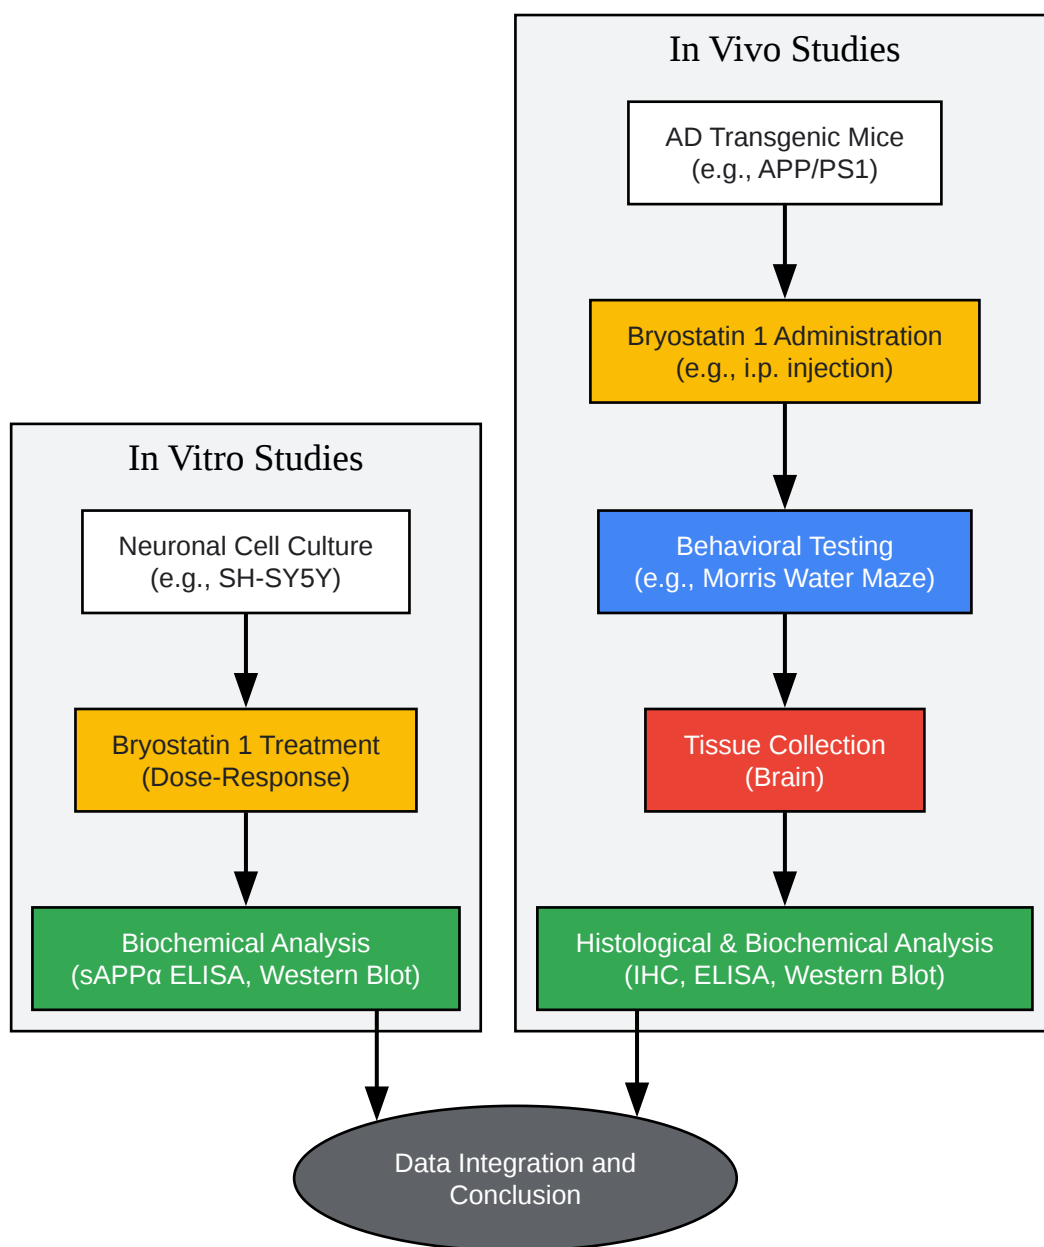 In Vivo Studies
AD Transgenic Mice
(e.g., APP/PS1)
Bryostatin 1 Administration
(e.g., i.p. injection)
Behavioral Testing
(e.g., Morris Water Maze)
Tissue Collection
(Brain)
Histological & Biochemical Analysis
(IHC, ELISA, Western Blot)
In Vitro Studies
Neuronal Cell Culture
(e.g., SH-SY5Y)
Bryostatin 1 Treatment
(Dose-Response)
Biochemical Analysis
(sAPPα ELISA, Western Blot)
Data Integration and
Conclusion